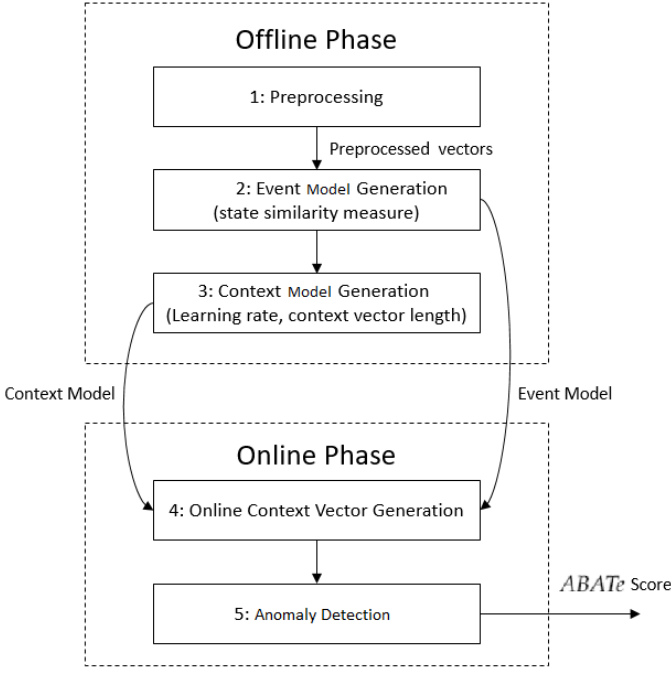 Offline Phase
1: Preprocessing
Preprocessed vectors
2: Event Model Generation
(state similarity measure)
3: Context Model Generation
(Learning rate, context vector length)
Context Model
Event Model
Online Phase
4: Online Context Vector Generation
ABATe Score
5: Anomaly Detection